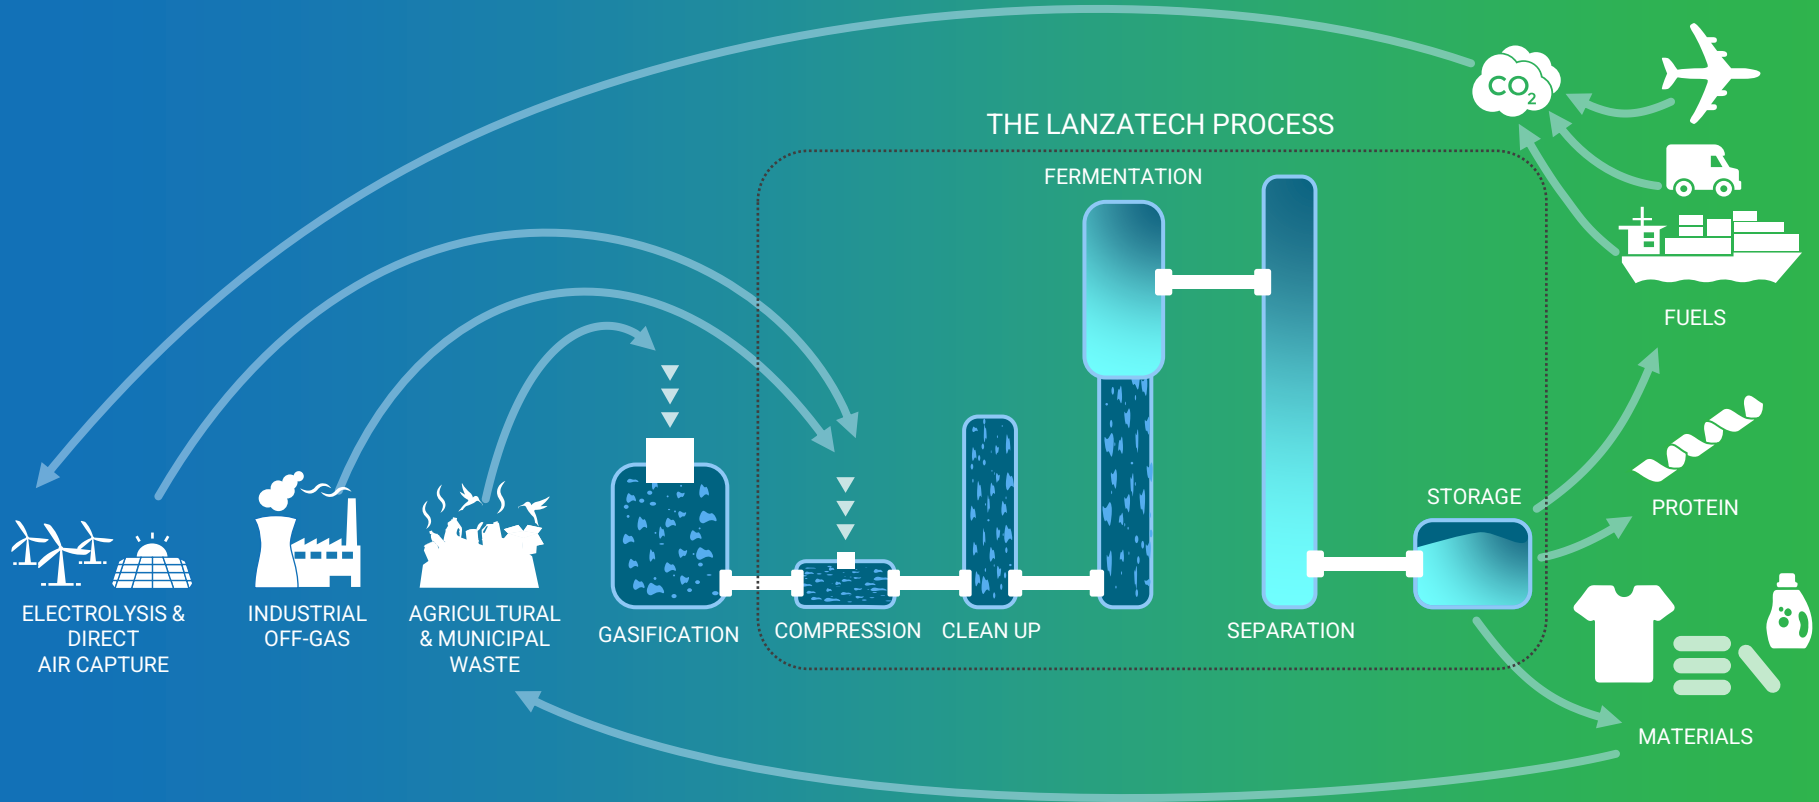 CO2
THE LANZATECH PROCESS
FERMENTATION
FUELS
STORAGE
PROTEIN
ELECTROLYSIS &
DIRECT
AIR CAPTURE
INDUSTRIAL
OFF-GAS
AGRICULTURAL
& MUNICIPAL
WASTE
GASIFICATION
COMPRESSION
CLEAN UP
SEPARATION
MATERIALS